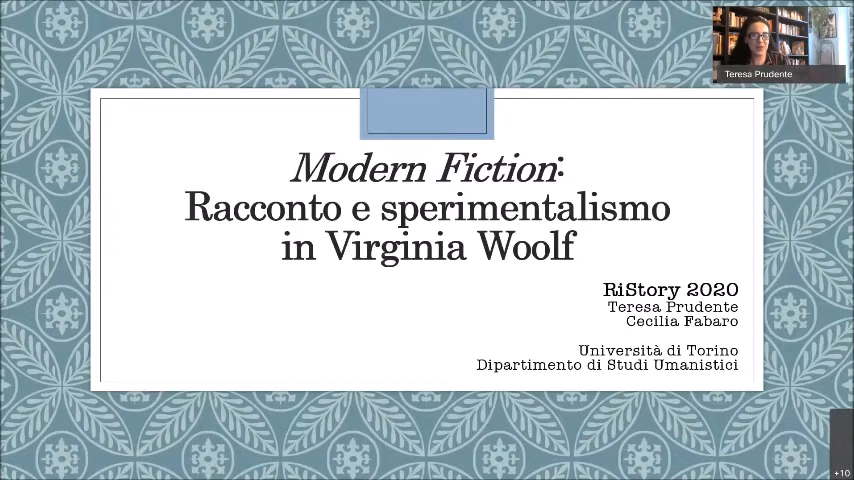 Teresa Prudente
Modern Fiction:
Racconto e sperimentalismo
in Virginia Woolf
RiStory 2020
Teresa Prudente
Cecilia Fabaro
Università di Torino
Dipartimento di Studi Umanistici
+10